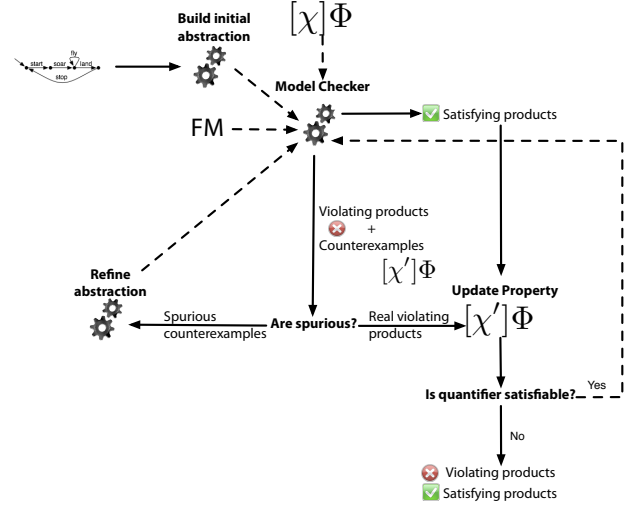 Build initial
abstraction
[χ]Φ
fly
start
soar
land
stop
Model Checker
Satisfying products
FM
Violating products
+
Counterexamples
[χ′]Φ
Refine
abstraction
Update Property
Spurious
counterexamples
Are spurious?
Real violating
products
[χ′]Φ
Is quantifier satisfiable?
Yes
No
Violating products
Satisfying products